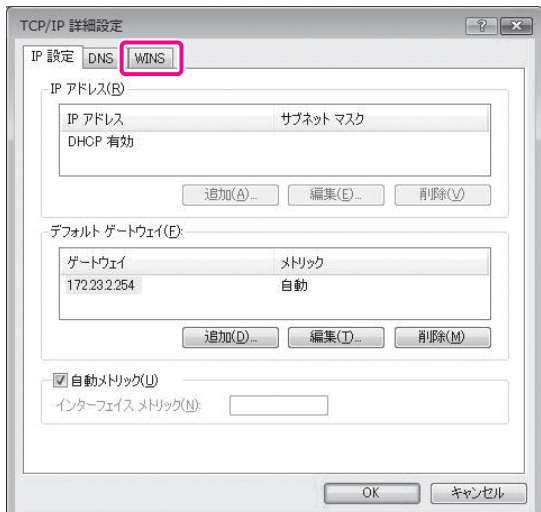 TCP/IP 詳細設定
IP 設定 DNS WINS
IP アドレス(R)
IP アドレス サブネット マスク
DHCP 有効
追加(A)... 編集(E)... 削除(V)
デフォルト ゲートウェイ(F):
ゲートウェイ メトリック
172.23.2.254 自動
追加(D)... 編集(T)... 削除(M)
自動メトリック(U)
インターフェイス メトリック(N):
OK キャンセル